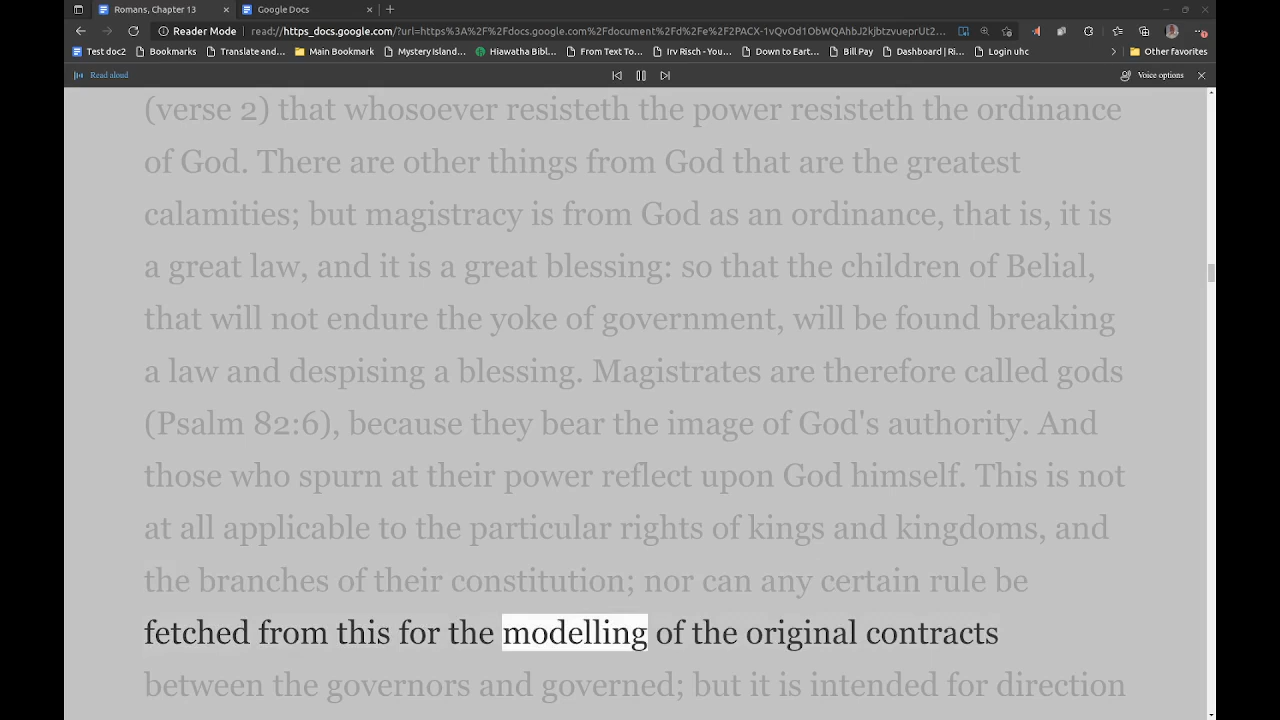 Romans, Chapter 13
Google Docs
Reader Mode
read://https_docs.google.com/?url=https%3A%2F%2Fdocs.google.com%2Fdocument%2Fd%2Fe%2F2PACX-1vQvOd1ObWQAhbJ2kjbtzvueprUt2...
Test doc2
Bookmarks
Translate and...
Main Bookmark
Mystery Island...
Hiawatha Bibl...
From Text To...
Irv Risch - You...
Down to Eart...
Bill Pay
Dashboard | Ri...
Login uhc
Other favorites
Read aloud
Voice options
(verse 2) that whosoever resisteth the power resisteth the ordinance
of God. There are other things from God that are the greatest
calamities; but magistracy is from God as an ordinance, that is, it is
a great law, and it is a great blessing: so that the children of Belial,
that will not endure the yoke of government, will be found breaking
a law and despising a blessing. Magistrates are therefore called gods
(Psalm 82:6), because they bear the image of God's authority. And
those who spurn at their power reflect upon God himself. This is not
at all applicable to the particular rights of kings and kingdoms, and
the branches of their constitution; nor can any certain rule be
fetched from this for the modelling of the original contracts
between the governors and governed; but it is intended for direction